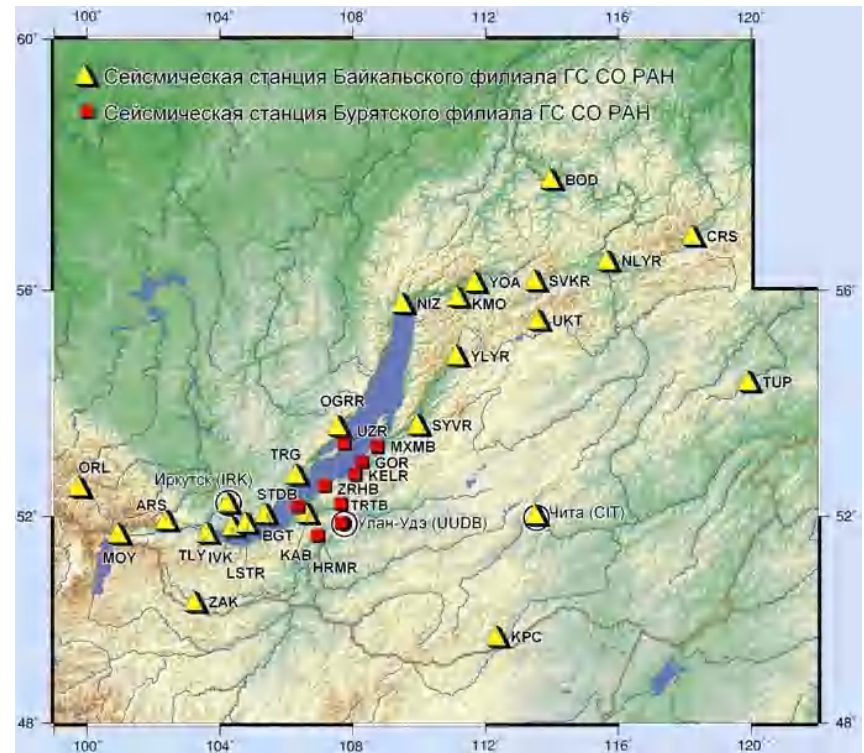 100° 104° 108° 112° 116° 120°
60°
Сейсмическая станция Байкальского филиала ГС СО РАН
Сейсмическая станция Бурятского филиала ГС СО РАН
BOD
CRS
NLYR
YOA SVKR
56° 56°
NIZ KMO
UKT
YLYR
TUP
OGRR
UZR SYVR
MXMB
TRG GOR
ORL Иркутск (IRK) KELR
ARS STDB ZRHB
TRTB
52° 52°
Улан-Удэ (UUDB) Чита (CIT)
MOY TLY IVK BGT KAB
LSTR HRMR
ZAK
KPC
48° 48°
100° 104° 108° 112° 116° 120°